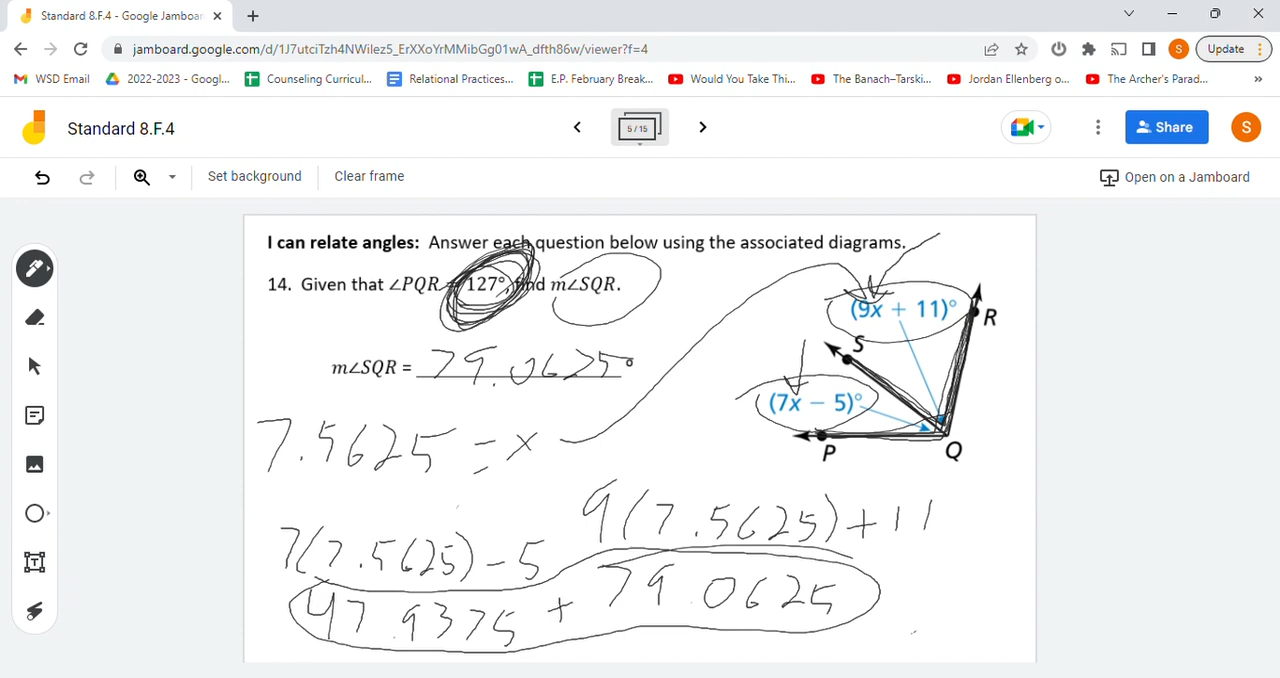 Standard 8.F.4 - Google Jamboar
jamboard.google.com/d/1J7utciTzh4NWilez5_ErXXoYrMMibGg01wA_dfth86w/viewer?f=4
S
Update
WSD Email
2022-2023 - Googl...
Counseling Curricul...
Relational Practices...
E.P. February Break...
Would You Take Thi...
The Banach–Tarski...
Jordan Ellenberg o...
The Archer's Parad...
»
Standard 8.F.4
5 / 15
Share
S
Set background
Clear frame
Open on a Jamboard
I can relate angles: Answer each question below using the associated diagrams.
14. Given that ∠PQR = 127°, find m∠SQR.
(9x + 11)°
R
S
m∠SQR = 79.0625°
(7x − 5)°
P
Q
7.5625 = x
9(7.5625)+11
7(7.5625)-5
47.9375 + 79.0625